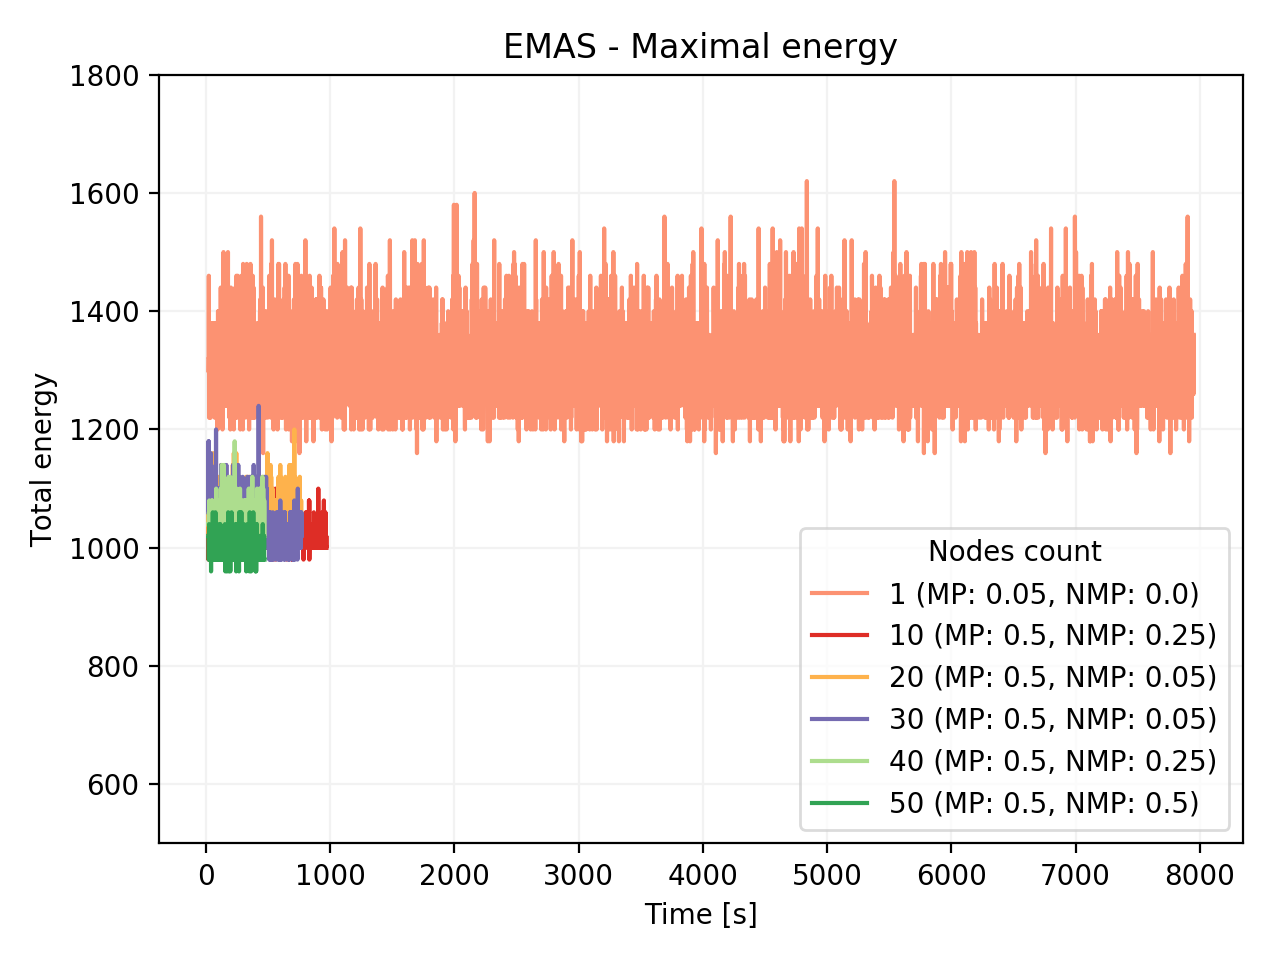 EMAS - Maximal energy
1800
1600
1400
1200
1000
800
600
Total energy
0
1000
2000
3000
4000
5000
6000
7000
8000
Time [s]
Nodes count
1 (MP: 0.05, NMP: 0.0)
10 (MP: 0.5, NMP: 0.25)
20 (MP: 0.5, NMP: 0.05)
30 (MP: 0.5, NMP: 0.05)
40 (MP: 0.5, NMP: 0.25)
50 (MP: 0.5, NMP: 0.5)